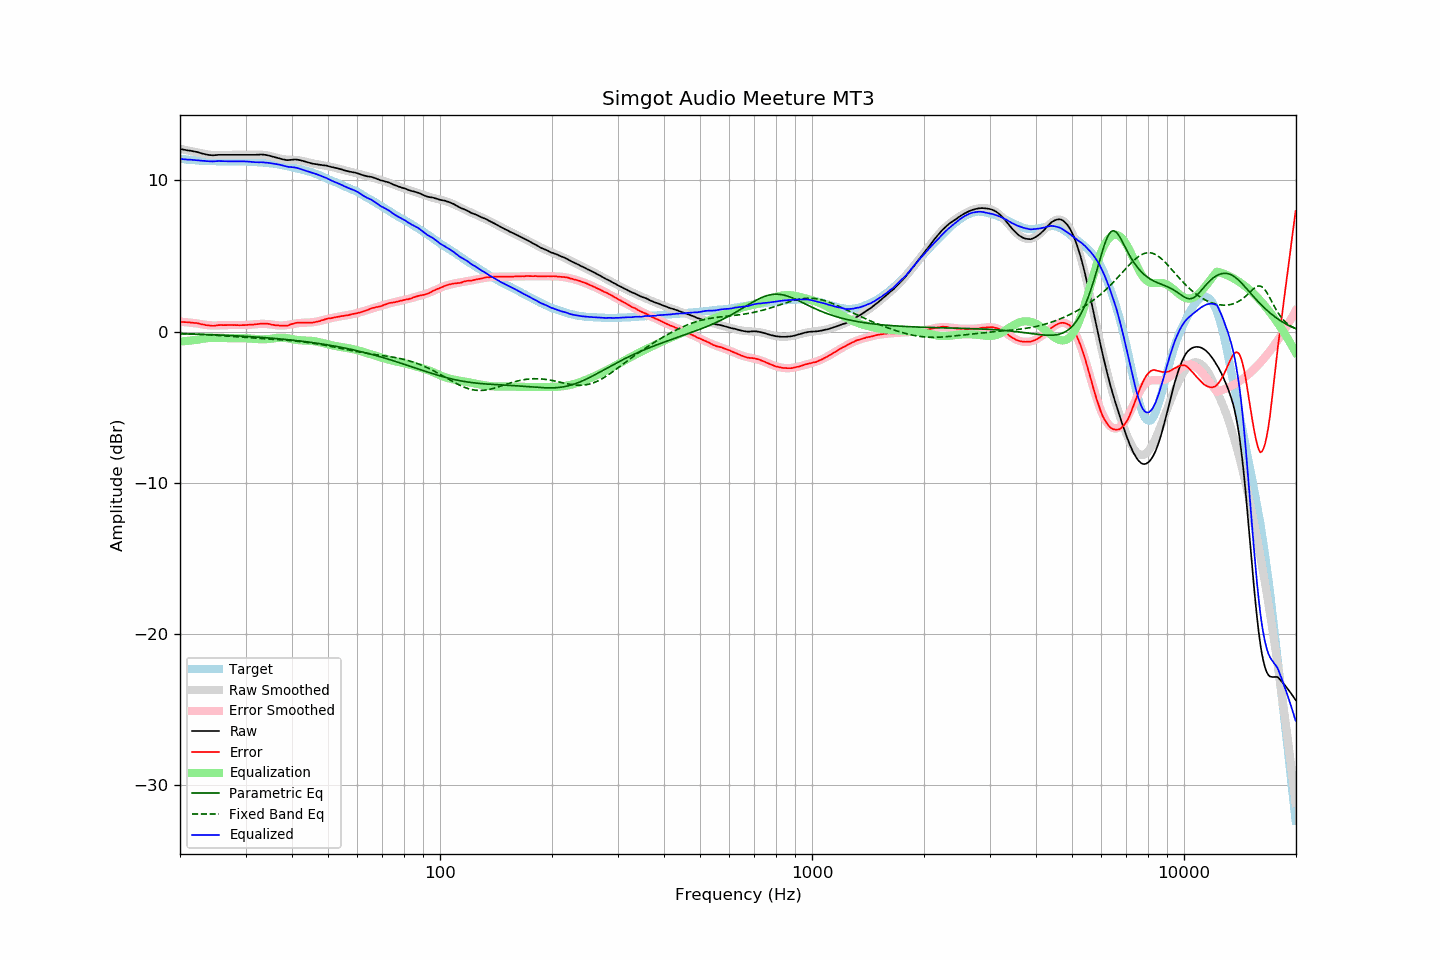 Simgot Audio Meeture MT3
Amplitude (dBr)
10
0
−10
−20
−30
Target
Raw Smoothed
Error Smoothed
Raw
Error
Equalization
Parametric Eq
Fixed Band Eq
Equalized
100
1000
10000
Frequency (Hz)